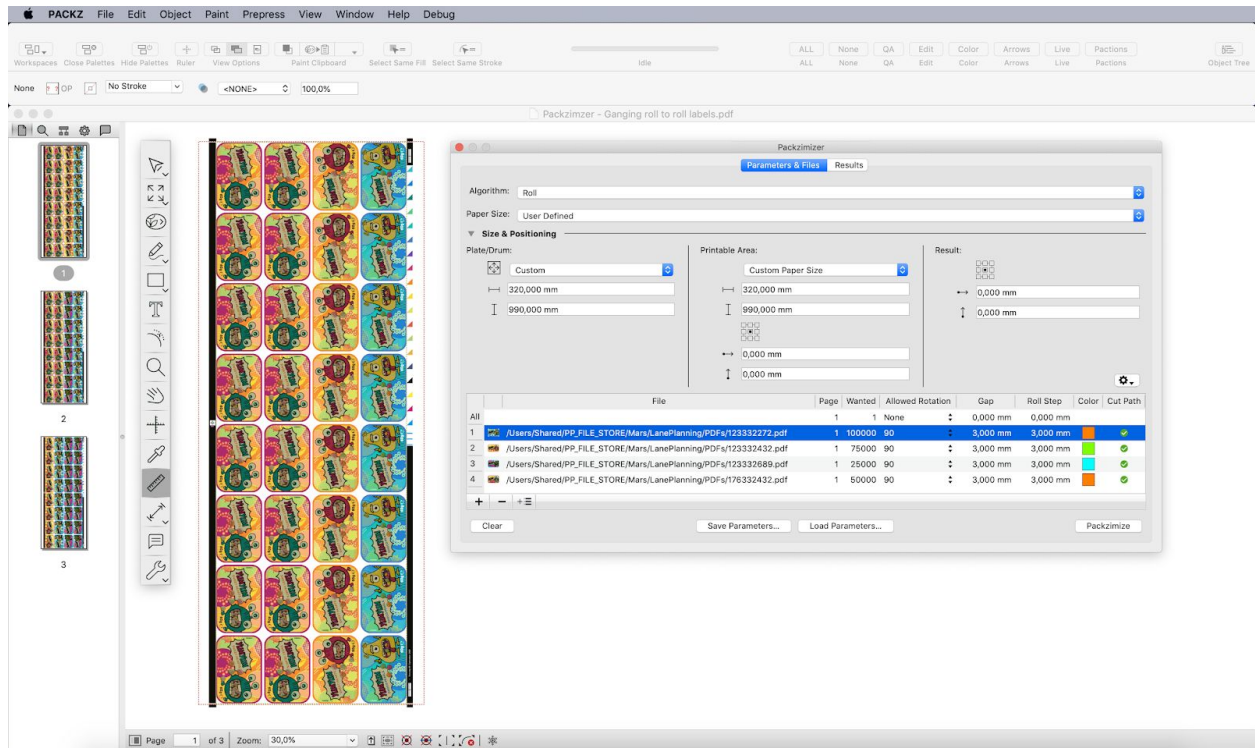 PACKZ File Edit Object Paint Prepress View Window Help Debug
ALL None QA Edit Color Arrows Live Pactions
Workspaces Close Palettes Hide Palettes Ruler View Options Paint Clipboard Select Same Fill Select Same Stroke Idle ALL None QA Edit Color Arrows Live Pactions Object Tree
None OP No Stroke <NONE> 100,0%
Packzimzer - Ganging roll to roll labels.pdf
Packzimizer
Parameters & Files Results
Algorithm: Roll
Paper Size: User Defined
Size & Positioning
Plate/Drum: Printable Area: Result:
Custom Custom Paper Size
320,000 mm 320,000 mm 0,000 mm
990,000 mm 990,000 mm 0,000 mm
0,000 mm
0,000 mm
File Page Wanted Allowed Rotation Gap Roll Step Color Cut Path
All 1 1 None 0,000 mm 0,000 mm
1 /Users/Shared/PP_FILE_STORE/Mars/LanePlanning/PDFs/123332272.pdf 1 100000 90 3,000 mm 3,000 mm
2 /Users/Shared/PP_FILE_STORE/Mars/LanePlanning/PDFs/123332432.pdf 1 75000 90 3,000 mm 3,000 mm
3 /Users/Shared/PP_FILE_STORE/Mars/LanePlanning/PDFs/123332689.pdf 1 25000 90 3,000 mm 3,000 mm
4 /Users/Shared/PP_FILE_STORE/Mars/LanePlanning/PDFs/176332432.pdf 1 50000 90 3,000 mm 3,000 mm
Clear Save Parameters... Load Parameters... Packzimize
1
2
3
T
Page 1 of 3 Zoom: 30,0%